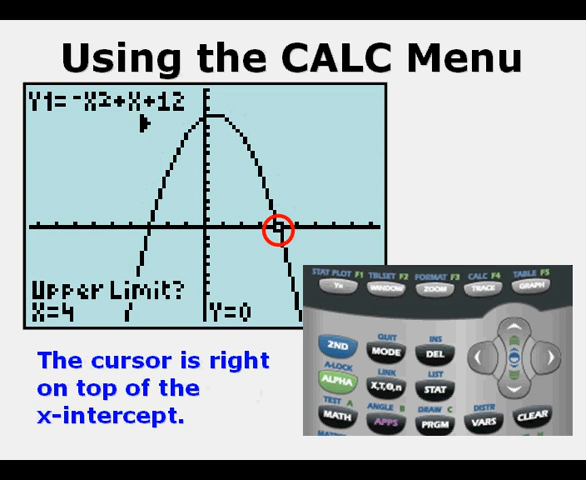 Using the CALC Menu
Y1=-X2+X+12
Upper Limit?
X=4 Y=0
The cursor is right
on top of the
x-intercept.
STAT PLOT F1 TBLSET F2 FORMAT F3 CALC F4 TABLE F5
Y= WINDOW ZOOM TRACE GRAPH
QUIT INS
2ND MODE DEL
A-LOCK LINK LIST
ALPHA X,T,Θ,n STAT
TEST A ANGLE B DRAW C DISTR
MATH APPS PRGM VARS CLEAR